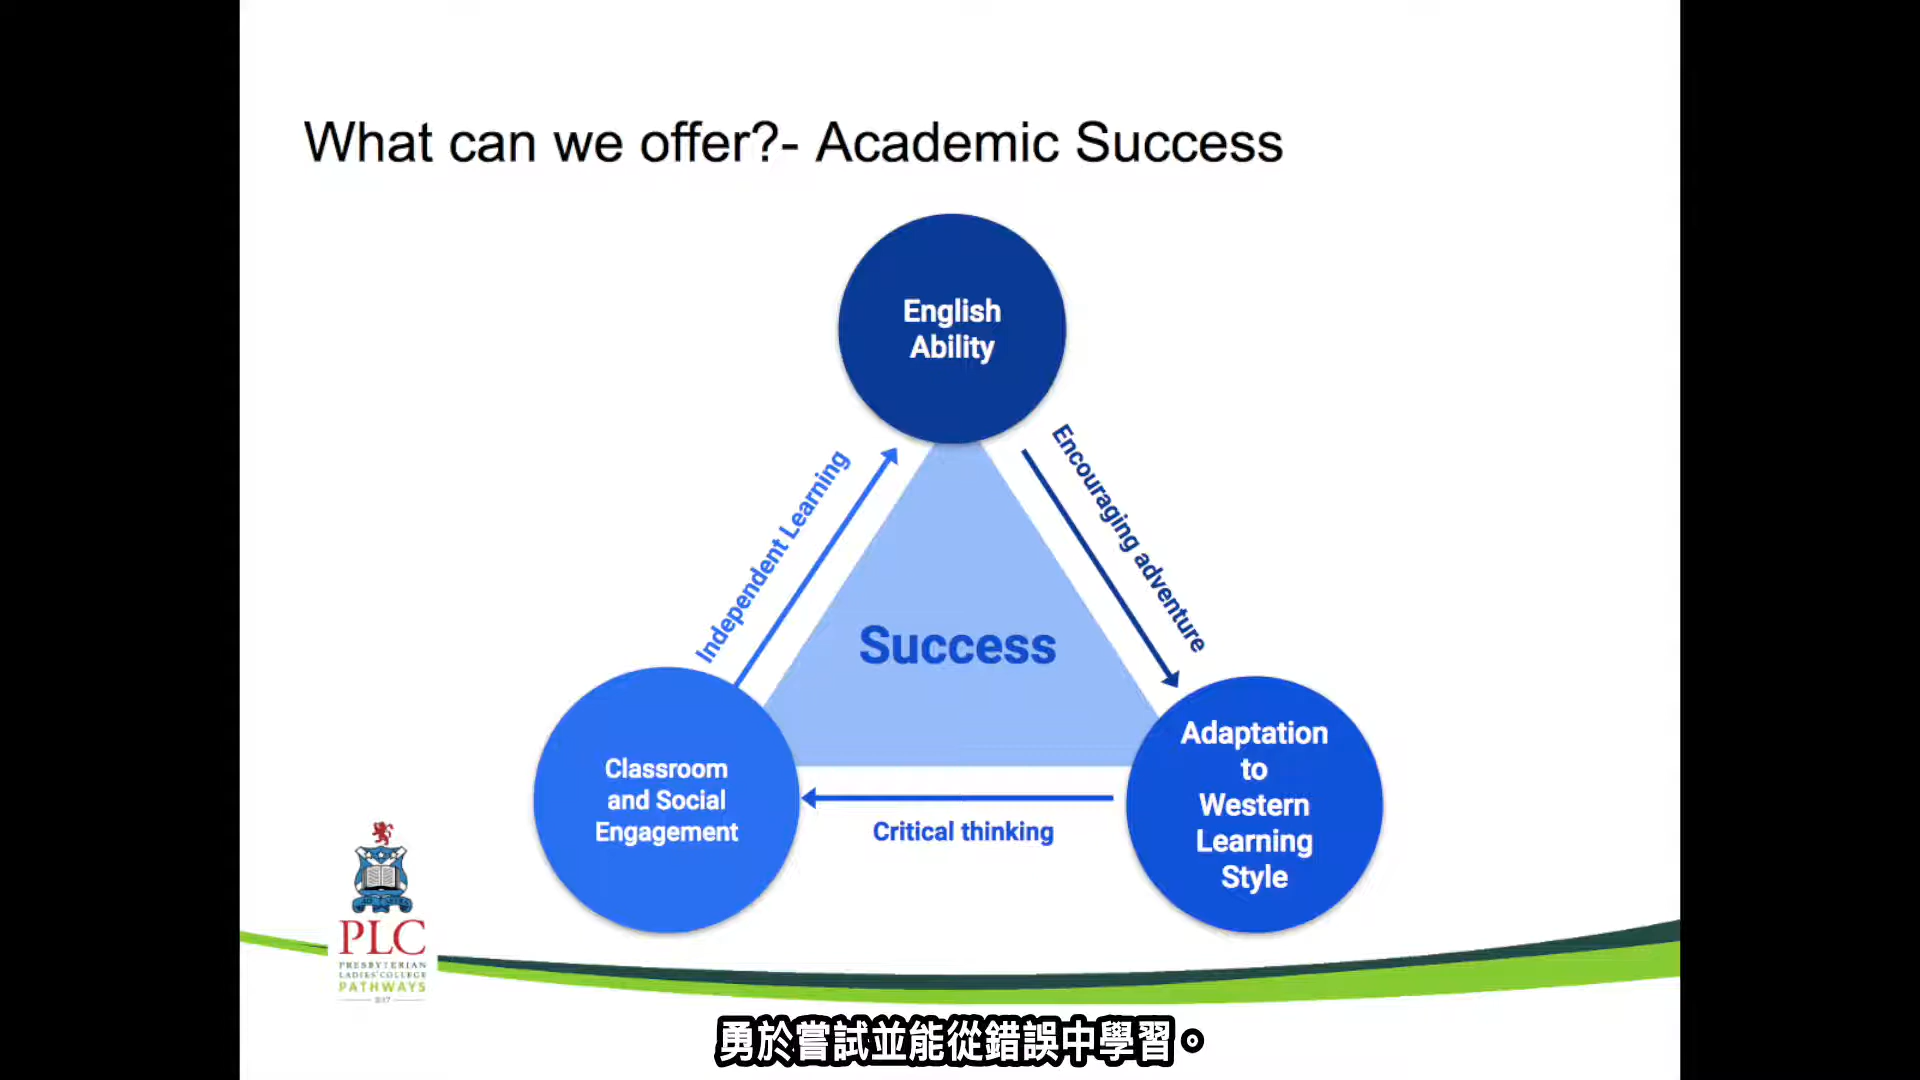 What can we offer?- Academic Success
English
Ability
Independent Learning
Encouraging adventure
Success
Classroom
and Social
Engagement
Critical thinking
Adaptation
to
Western
Learning
Style
PLC
PRESBYTERIAN
LADIES' COLLEGE
PATHWAYS
勇於嘗試並能從錯誤中學習。